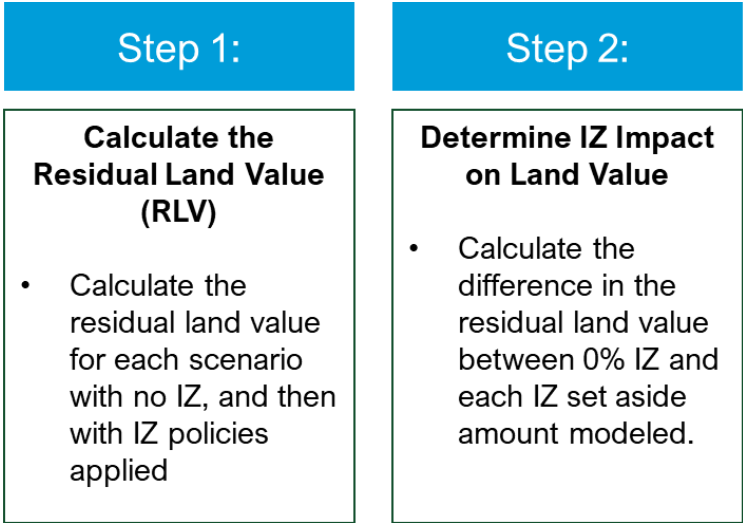 Step 1:
Calculate the
Residual Land Value
(RLV)
• Calculate the
residual land value
for each scenario
with no IZ, and then
with IZ policies
applied
Step 2:
Determine IZ Impact
on Land Value
• Calculate the
difference in the
residual land value
between 0% IZ and
each IZ set aside
amount modeled.